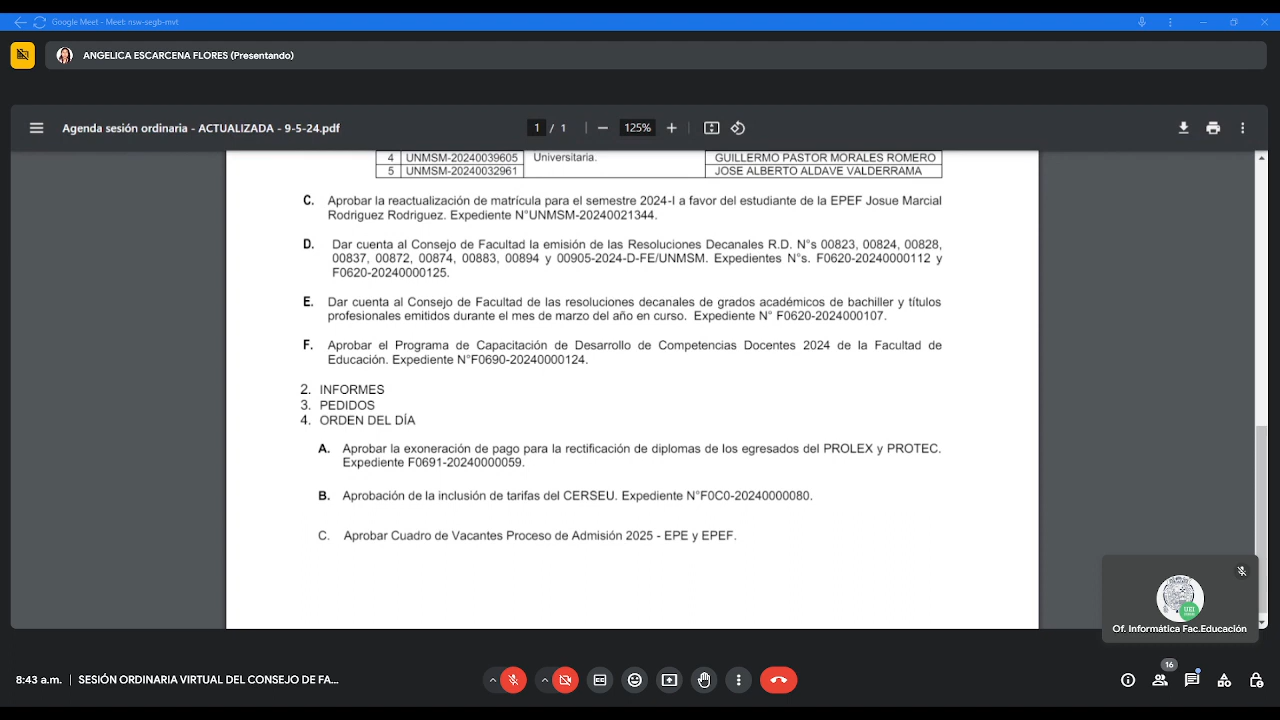 Google Meet - Meet: nsw-segb-mvt
ANGELICA ESCARCENA FLORES (Presentando)
Agenda sesión ordinaria - ACTUALIZADA - 9-5-24.pdf
1 / 1
125%
4 UNMSM-20240039605 Universitaria. GUILLERMO PASTOR MORALES ROMERO
5 UNMSM-20240032961 JOSE ALBERTO ALDAVE VALDERRAMA
C. Aprobar la reactualización de matrícula para el semestre 2024-I a favor del estudiante de la EPEF Josue Marcial
Rodriguez Rodriguez. Expediente N°UNMSM-20240021344.
D. Dar cuenta al Consejo de Facultad la emisión de las Resoluciones Decanales R.D. N°s 00823, 00824, 00828,
00837, 00872, 00874, 00883, 00894 y 00905-2024-D-FE/UNMSM. Expedientes N°s. F0620-20240000112 y
F0620-20240000125.
E. Dar cuenta al Consejo de Facultad de las resoluciones decanales de grados académicos de bachiller y títulos
profesionales emitidos durante el mes de marzo del año en curso. Expediente N° F0620-2024000107.
F. Aprobar el Programa de Capacitación de Desarrollo de Competencias Docentes 2024 de la Facultad de
Educación. Expediente N°F0690-20240000124.
2. INFORMES
3. PEDIDOS
4. ORDEN DEL DÍA
A. Aprobar la exoneración de pago para la rectificación de diplomas de los egresados del PROLEX y PROTEC.
Expediente F0691-20240000059.
B. Aprobación de la inclusión de tarifas del CERSEU. Expediente N°F0C0-20240000080.
C. Aprobar Cuadro de Vacantes Proceso de Admisión 2025 - EPE y EPEF.
Of. Informática Fac.Educación
8:43 a.m. SESIÓN ORDINARIA VIRTUAL DEL CONSEJO DE FA...
16